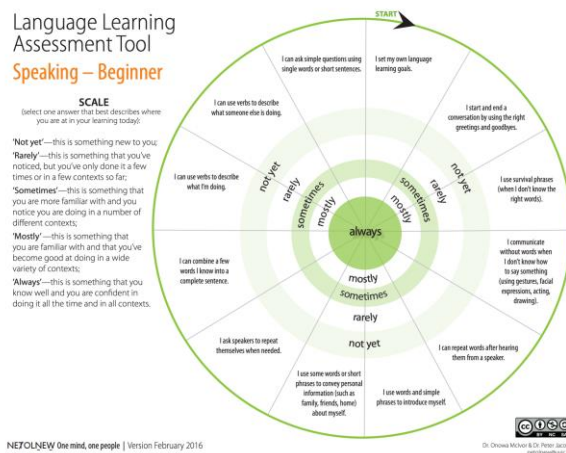 Language Learning
Assessment Tool
Speaking – Beginner
SCALE
(select one answer that best describes where
you are at in your learning today):
'Not yet'—this is something new to you;
'Rarely'—this is something that you've
noticed, but you've only done it a few
times or in a few contexts so far;
'Sometimes'—this is something that
you are more familiar with and that you
notice you are doing in a number of
different contexts;
'Mostly'—this is something that
you are familiar with and that you've
become good at doing in a wide
variety of contexts;
'Always'—this is something that you
know well and you are confident in
doing it all the time and in all contexts.
START
I set my own language
learning goals.
I start and end a
conversation by using the right
greetings and goodbyes.
I use survival phrases
(when I don't know the
right words).
I communicate
without words when
I don't know how
to say something
(using gestures, facial
expressions, acting,
drawing).
I can repeat words after hearing
them from a speaker.
I use words and simple
phrases to introduce myself.
I use some words or short
phrases to convey personal
information (such as
family, friends, home)
about myself.
I ask speakers to repeat
themselves when needed.
I can combine a few
words I know into a
complete sentence.
I can use verbs to describe
what I'm doing.
I can use verbs to describe
what someone else is doing.
I can ask simple questions using
single words or short sentences.
not yet
rarely
sometimes
mostly
not yet
rarely
sometimes
mostly
always
mostly
sometimes
rarely
not yet
One mind, one people | Version February 2016
CC
BY NC SA
Dr. Onowa McIvor & Dr. Peter